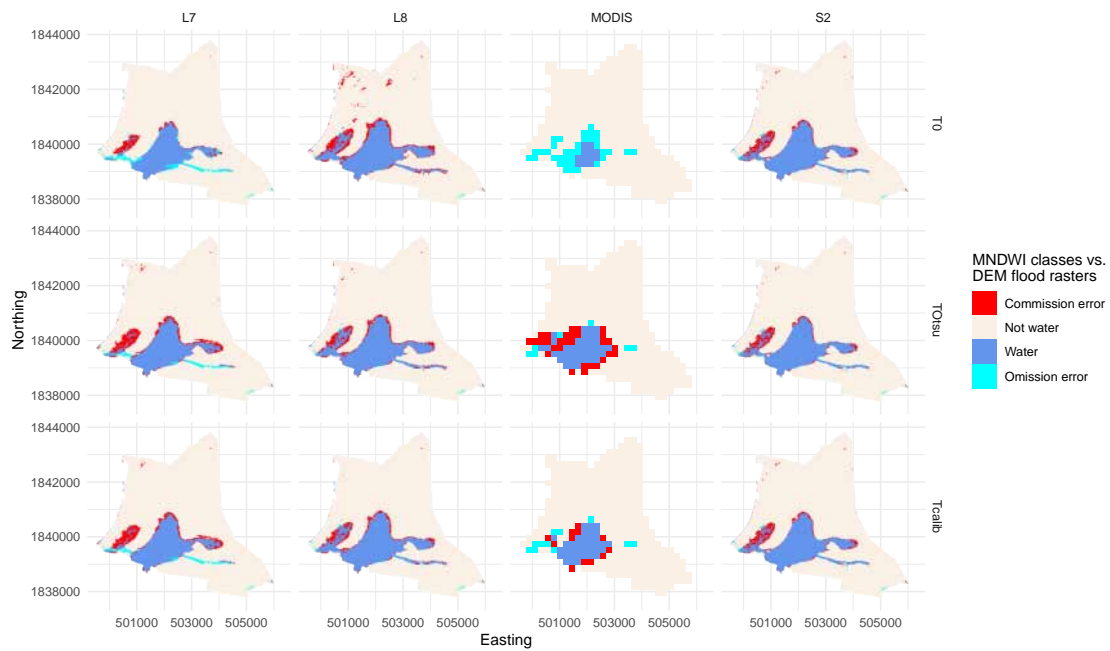 L7 L8 MODIS S2
1844000
1842000
1840000
1838000
T0
1844000
1842000
1840000
1838000
TOtsu
1844000
1842000
1840000
1838000
Tcalib
501000 503000 505000 501000 503000 505000 501000 503000 505000 501000 503000 505000
Easting
Northing
MNDWI classes vs.
DEM flood rasters
Commission error
Not water
Water
Omission error